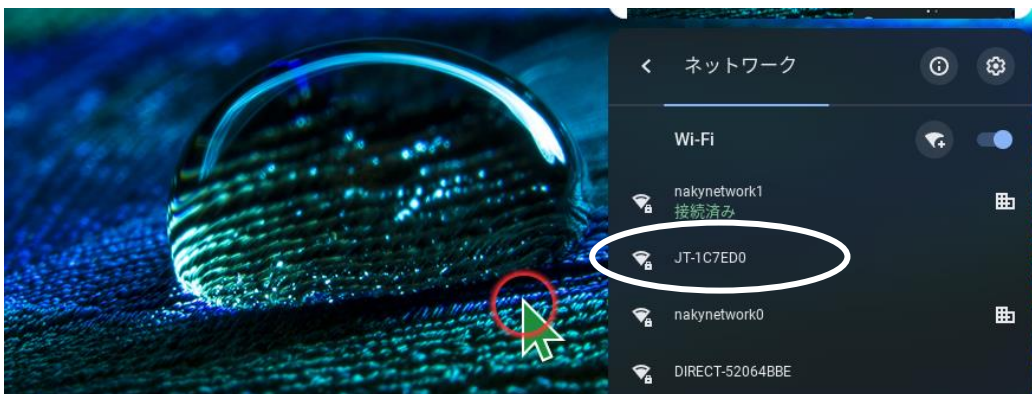 ネットワーク
Wi-Fi
nakynetwork1
接続済み
JT-1C7ED0
nakynetwork0
DIRECT-52064BBE